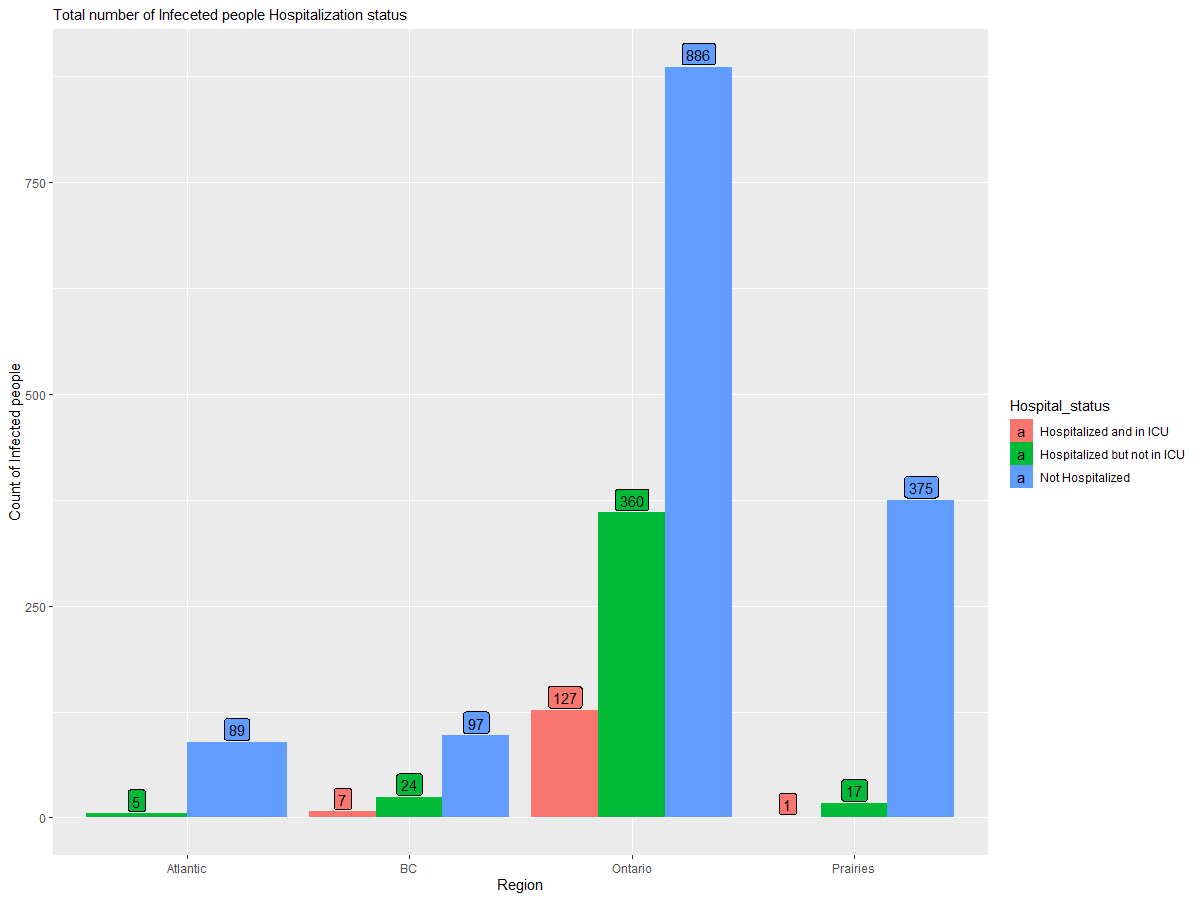 Total number of Infeceted people Hospitalization status
Count of Infected people
750
500
250
0
886
375
360
127
97
89
24
17
7
5
1
Atlantic
BC
Ontario
Prairies
Region
Hospital_status
a Hospitalized and in ICU
a Hospitalized but not in ICU
a Not Hospitalized